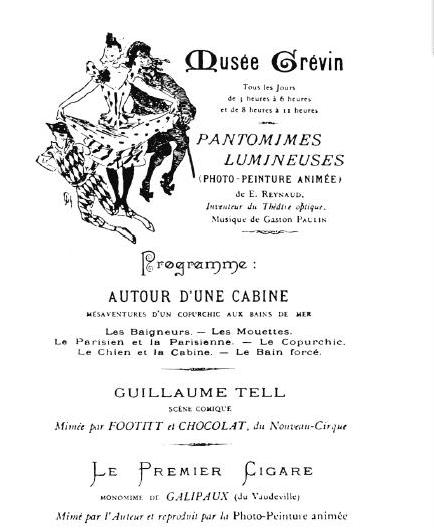 Musée Grévin
Tous les Jours
de 3 heures à 6 heures
et de 8 heures à 11 heures
PANTOMIMES
LUMINEUSES
(PHOTO-PEINTURE ANIMÉE)
de E. REYNAUD,
Inventeur du Théâtre optique.
Musique de Gaston PAULIN
Programme :
AUTOUR D'UNE CABINE
MÉSAVENTURES D'UN COPURCHIC AUX BAINS DE MER
Les Baigneurs. — Les Mouettes.
Le Parisien et la Parisienne. — Le Copurchic.
Le Chien et la Cabine. — Le Bain forcé.
GUILLAUME TELL
SCÈNE COMIQUE
Mimée par FOOTITT et CHOCOLAT, du Nouveau-Cirque
LE PREMIER CIGARE
MONOMIME DE GALIPAUX (du Vaudeville)
Mimé par l'Auteur et reproduit par la Photo-Peinture animée